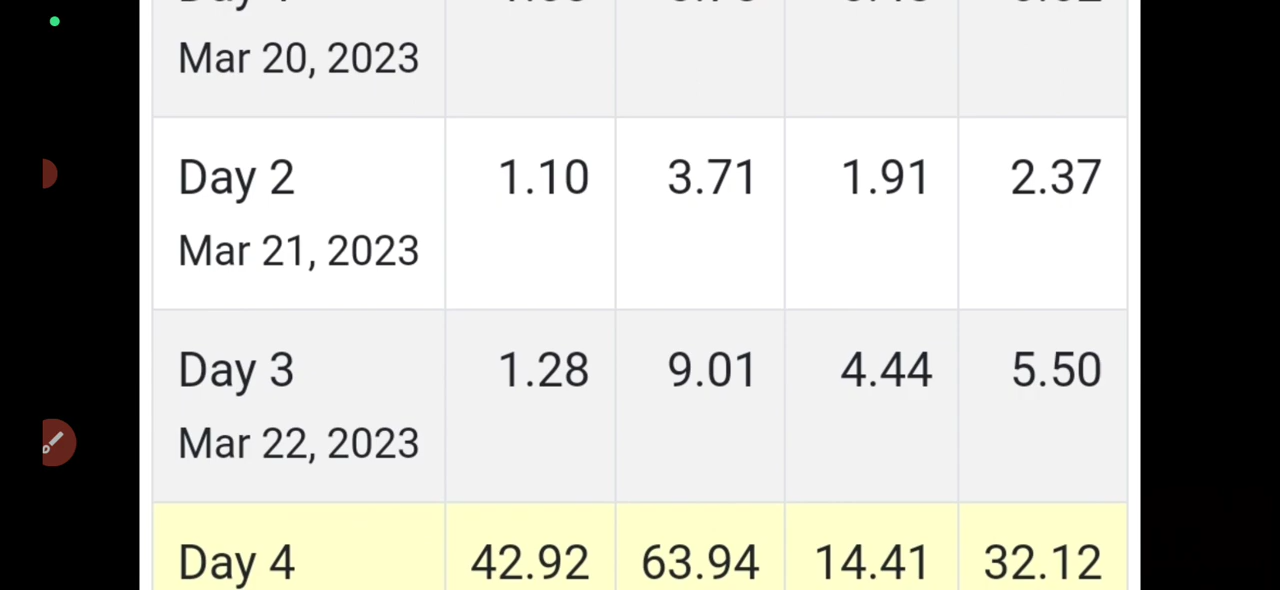 Mar 20, 2023
Day 2 1.10 3.71 1.91 2.37
Mar 21, 2023
Day 3 1.28 9.01 4.44 5.50
Mar 22, 2023
Day 4 42.92 63.94 14.41 32.12